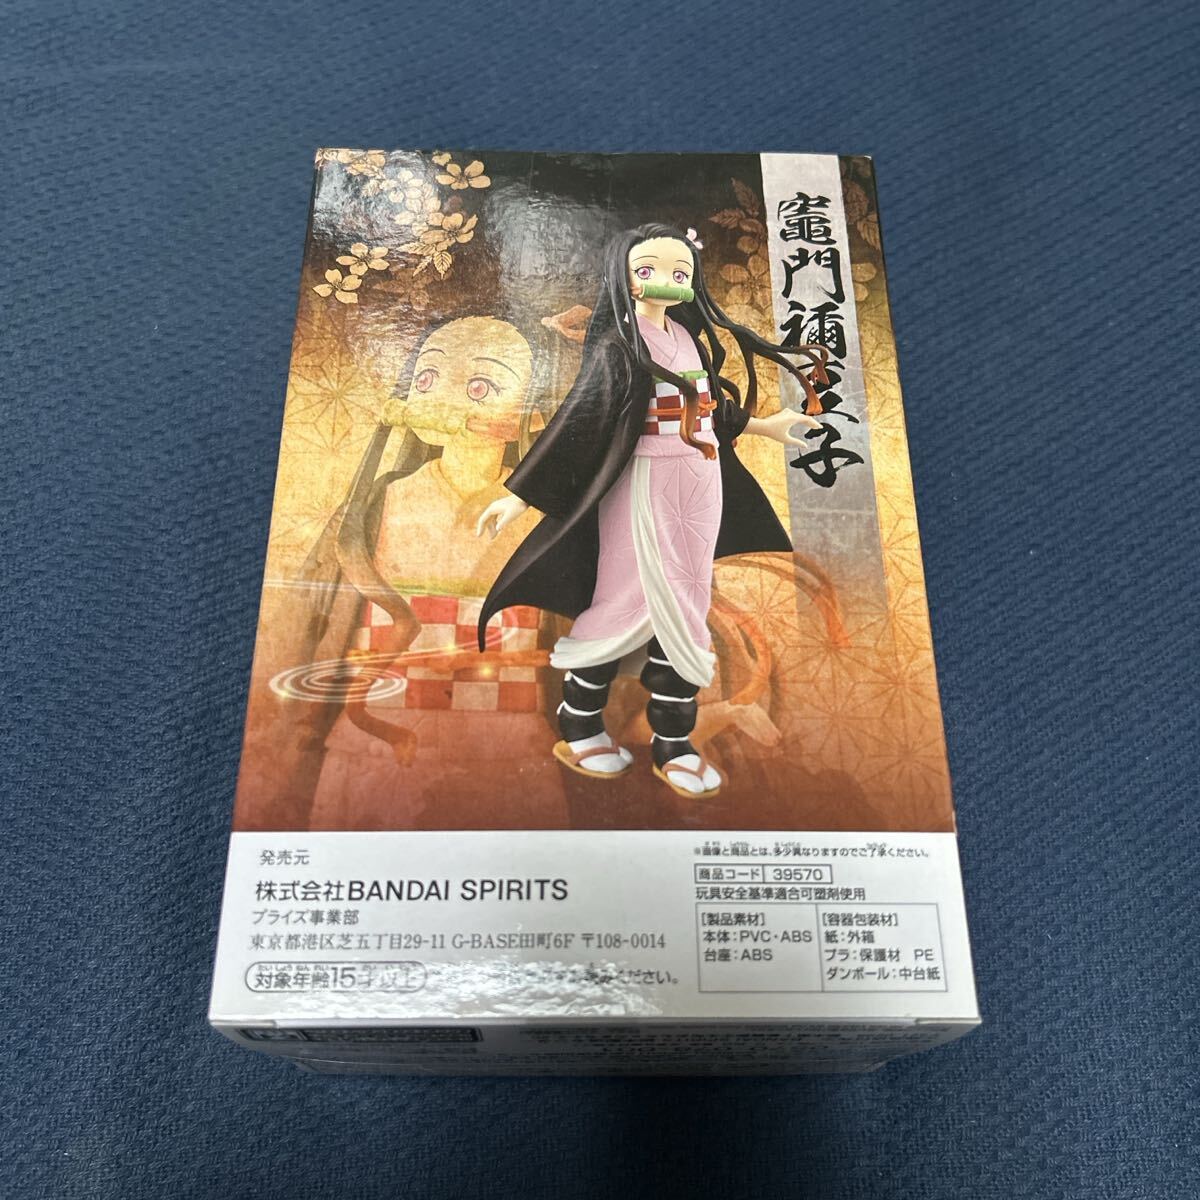 竈門禰豆子
発売元
株式会社BANDAI SPIRITS
プライズ事業部
東京都港区芝五丁目29-11 G-BASE田町6F 〒108-0014
対象年齢15才以上
みください。
※画像と商品とは、多少異なりますのでご了承ください。
商品コード 39570
玩具安全基準適合可塑剤使用
[製品素材]
本体:PVC・ABS
台座:ABS
[容器包装材]
紙:外箱
プラ:保護材 PE
ダンボール:中台紙